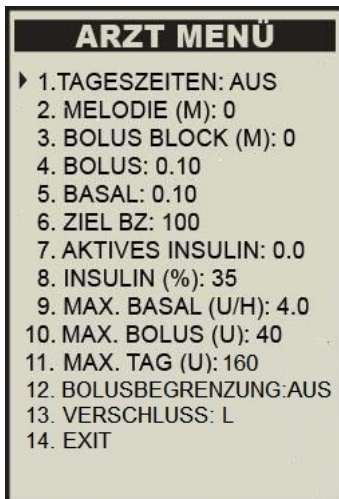 ARZT MENÜ
1.TAGESZEITEN: AUS
2. MELODIE (M): 0
3. BOLUS BLOCK (M): 0
4. BOLUS: 0.10
5. BASAL: 0.10
6. ZIEL BZ: 100
7. AKTIVES INSULIN: 0.0
8. INSULIN (%): 35
9. MAX. BASAL (U/H): 4.0
10. MAX. BOLUS (U): 40
11. MAX. TAG (U): 160
12. BOLUSBEGRENZUNG:AUS
13. VERSCHLUSS: L
14. EXIT